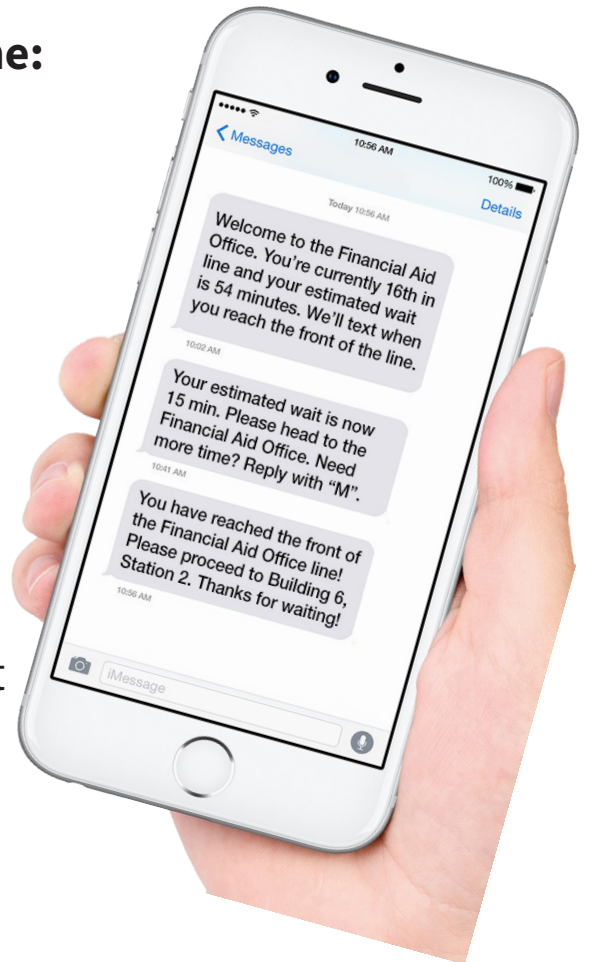 ne:
10:56 AM
100%
Messages
Details
Today 10:56 AM
Welcome to the Financial Aid
Office. You’re currently 16th in
line and your estimated wait
is 54 minutes. We’ll text when
you reach the front of the line.
10:02 AM
Your estimated wait is now
15 min. Please head to the
Financial Aid Office. Need
more time? Reply with “M”.
10:41 AM
You have reached the front of
the Financial Aid Office line!
Please proceed to Building 6,
Station 2. Thanks for waiting!
10:56 AM
t
iMessage